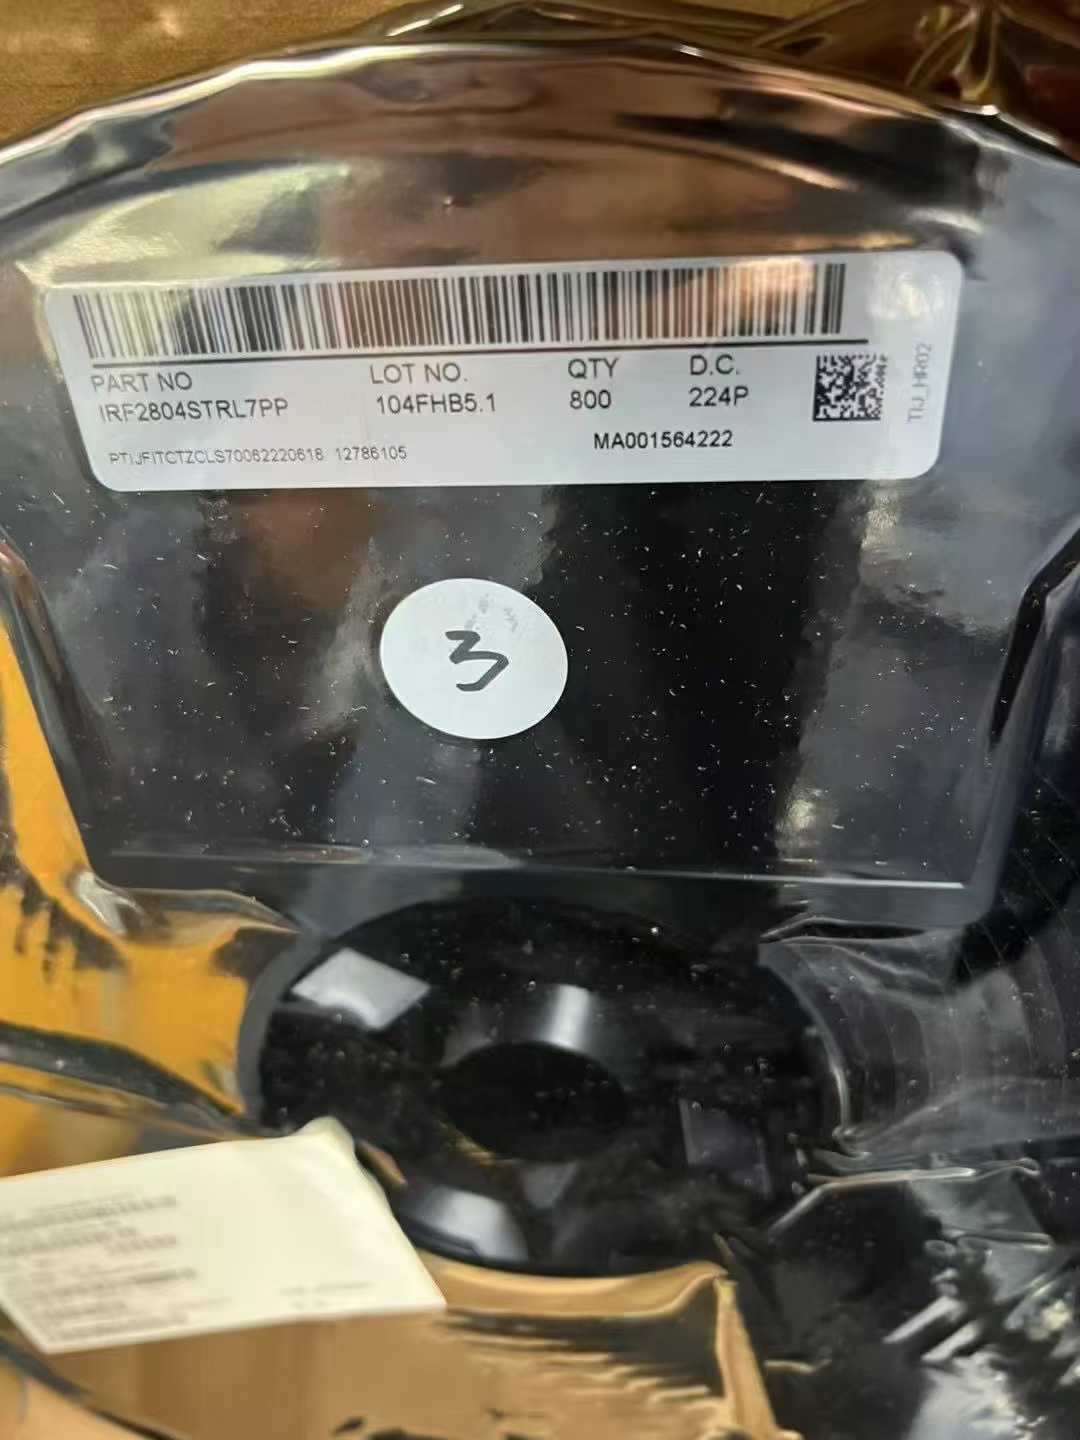 PART NO LOT NO. QTY D.C.
IRF2804STRL7PP 104FHB5.1 800 224P
PTIJFITCTZCLS70062220618 12786105 MA001564222
TIJ_HR02
3